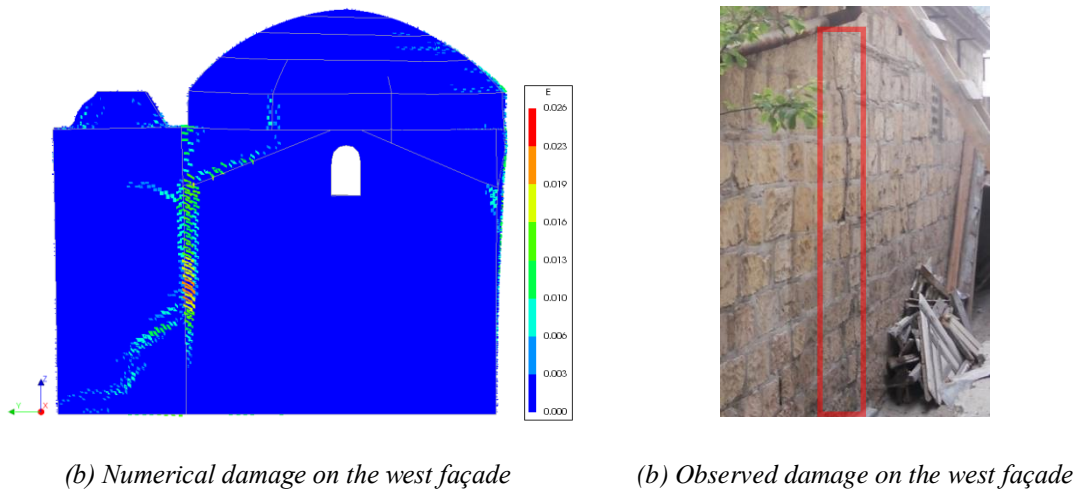 E
0.026
0.023
0.019
0.016
0.013
0.010
0.006
0.003
0.000
Z
Y
X
(b) Numerical damage on the west façade
(b) Observed damage on the west façade